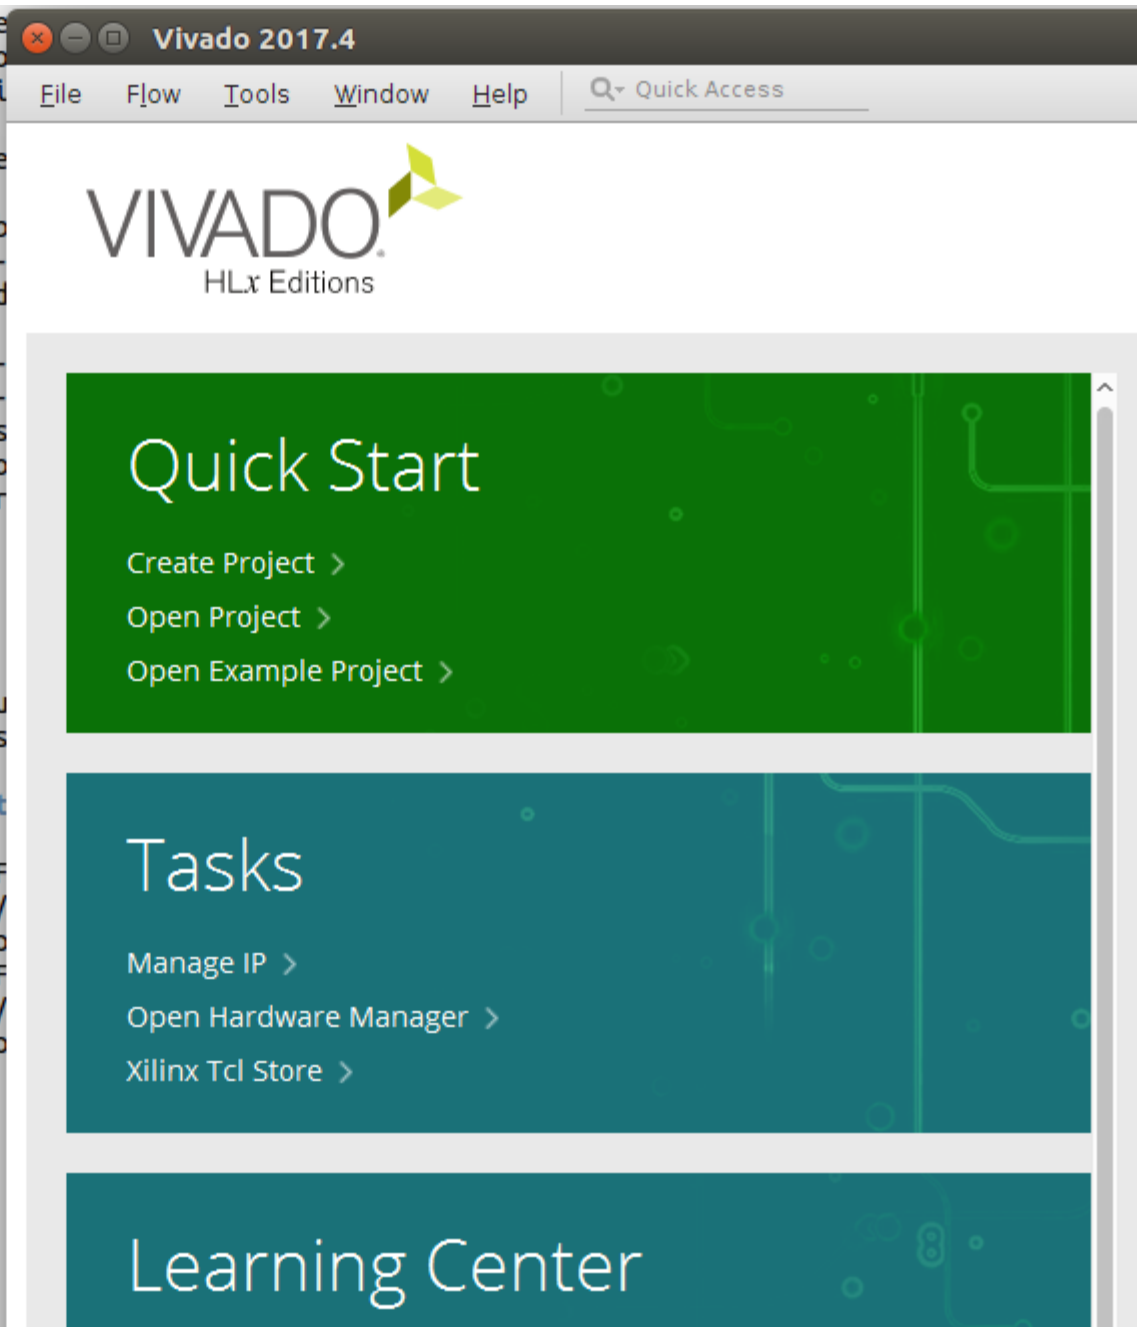 Vivado 2017.4
File Flow Tools Window Help Quick Access
VIVADO
HLx Editions
Quick Start
Create Project >
Open Project >
Open Example Project >
Tasks
Manage IP >
Open Hardware Manager >
Xilinx Tcl Store >
Learning Center